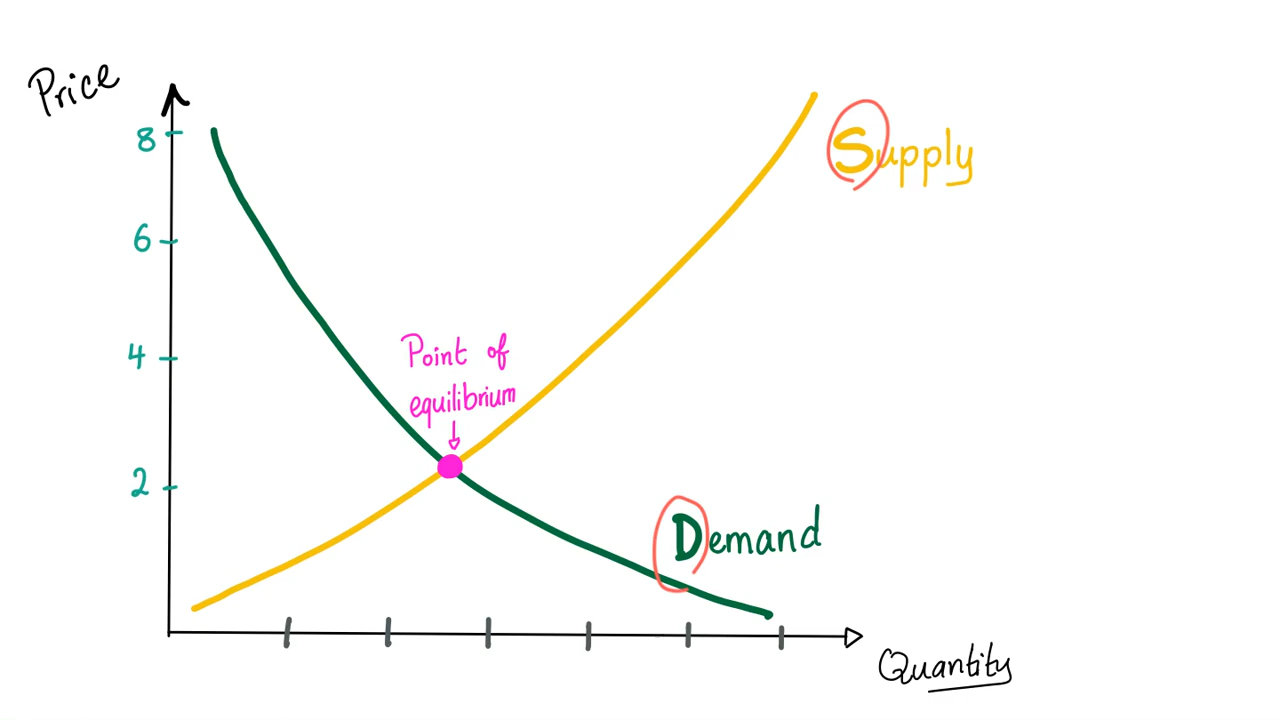 Price
8
Supply
6
4
Point of
equilibrium
2
Demand
Quantity